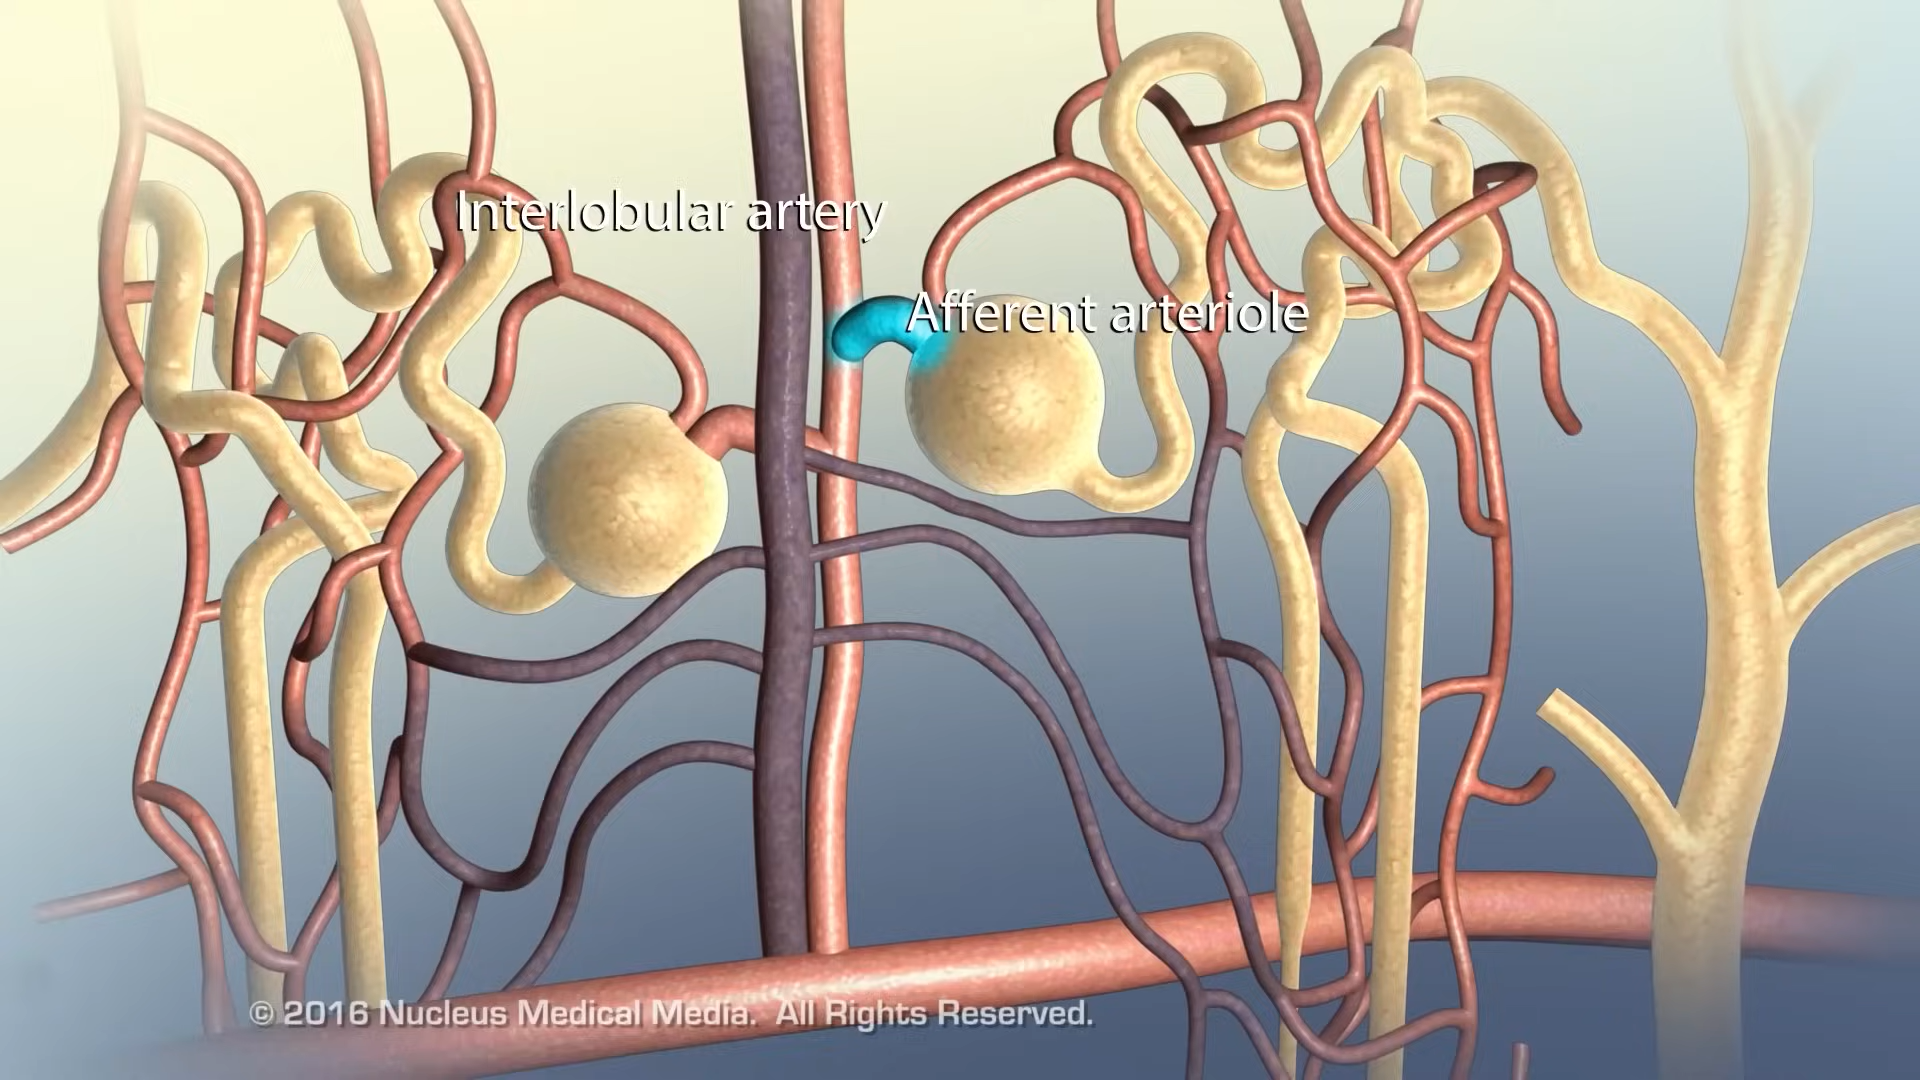 Interlobular artery
Afferent arteriole
© 2016 Nucleus Medical Media. All Rights Reserved.